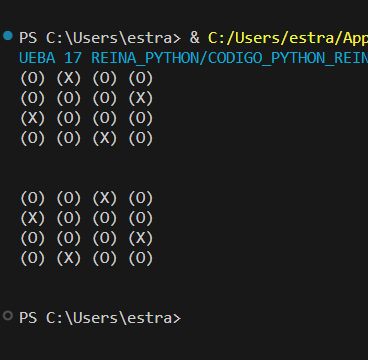 PS C:\Users\estra> & C:/Users/estra/App
UEBA 17 REINA_PYTHON/CODIGO_PYTHON_REIN
(O) (X) (O) (O)
(O) (O) (O) (X)
(X) (O) (O) (O)
(O) (O) (X) (O)
(O) (O) (X) (O)
(X) (O) (O) (O)
(O) (O) (O) (X)
(O) (X) (O) (O)
PS C:\Users\estra>